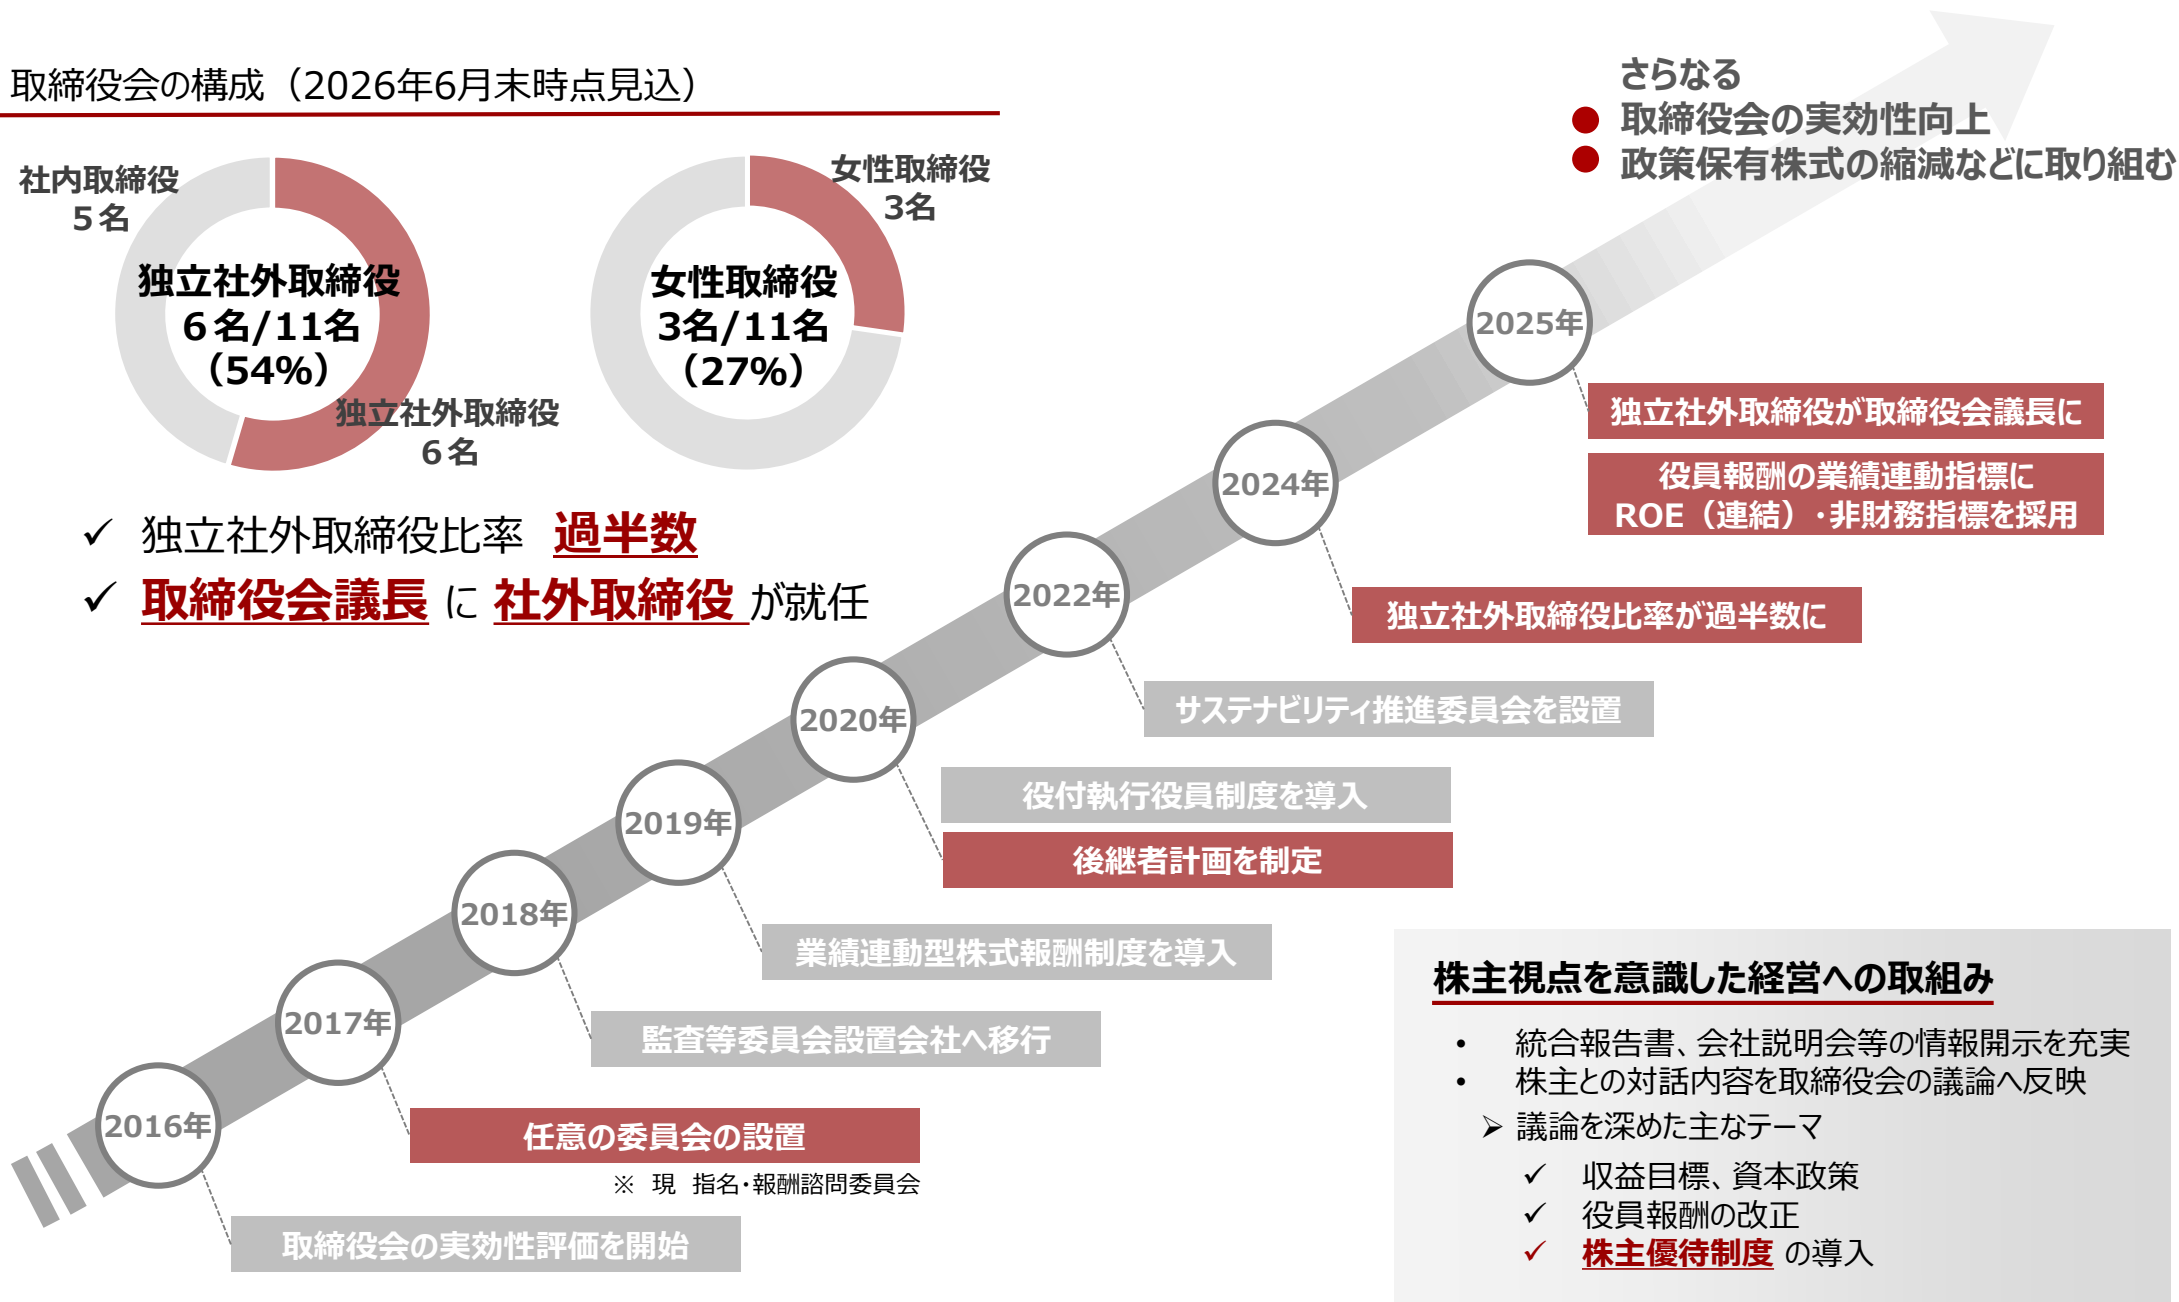 取締役会の構成（2026年6月末時点見込）
社内取締役
５名
独立社外取締役
６名/11名
（54%）
独立社外取締役
６名
女性取締役
3名
女性取締役
3名/11名
（27%）
✓ 独立社外取締役比率 過半数
✓ 取締役会議長 に 社外取締役 が就任
さらなる
● 取締役会の実効性向上
● 政策保有株式の縮減などに取り組む
2025年
独立社外取締役が取締役会議長に
役員報酬の業績連動指標に
ROE（連結）・非財務指標を採用
2024年
独立社外取締役比率が過半数に
2022年
サステナビリティ推進委員会を設置
2020年
役付執行役員制度を導入
後継者計画を制定
2019年
業績連動型株式報酬制度を導入
2018年
監査等委員会設置会社へ移行
2017年
任意の委員会の設置
※ 現 指名・報酬諮問委員会
2016年
取締役会の実効性評価を開始
株主視点を意識した経営への取組み
• 統合報告書、会社説明会等の情報開示を充実
• 株主との対話内容を取締役会の議論へ反映
➢ 議論を深めた主なテーマ
✓ 収益目標、資本政策
✓ 役員報酬の改正
✓ 株主優待制度 の導入